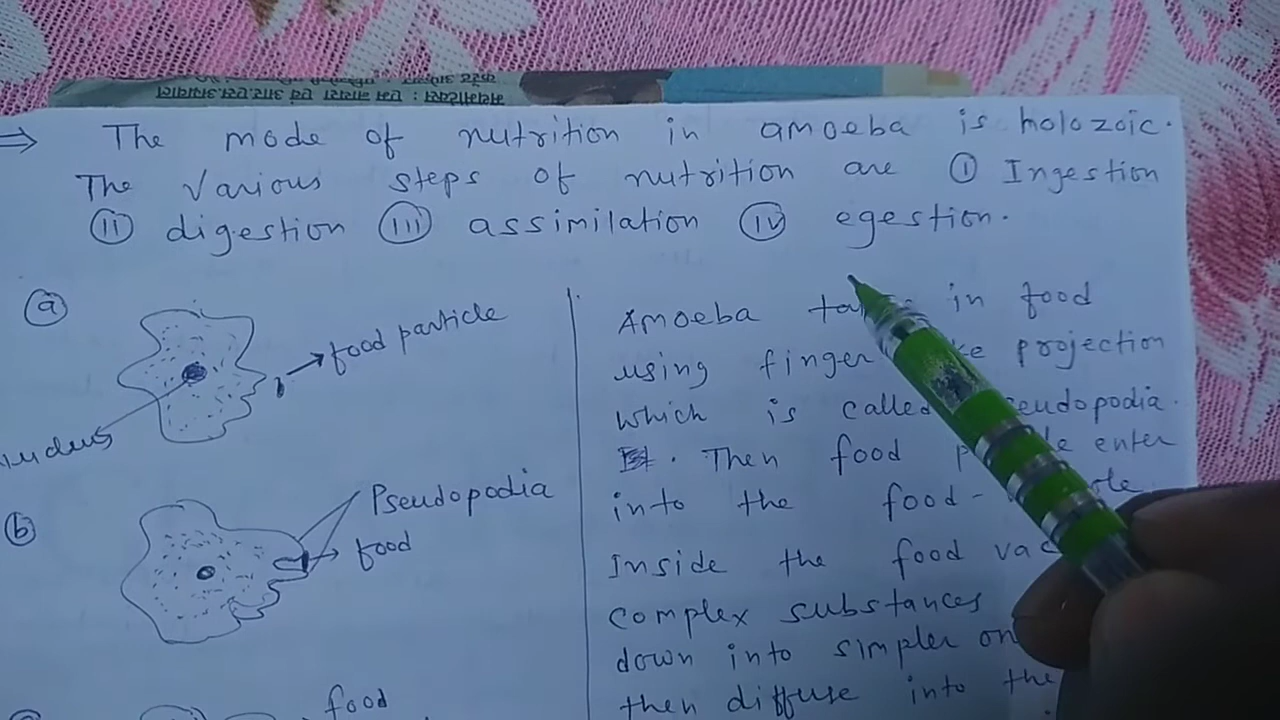 ⇒ The mode of nutrition in amoeba is holozoic.
The various steps of nutrition are ① Ingestion
ⓘⓘ digestion ⓘⓘⓘ assimilation ⓘⓥ egestion.
ⓐ
food particle
ⓑ
Pseudopodia
food
food
Amoeba in food
using finger projection
which is called
. Then food enter
into the food-
inside the food
complex substances
down into simpler
then diffuse into the